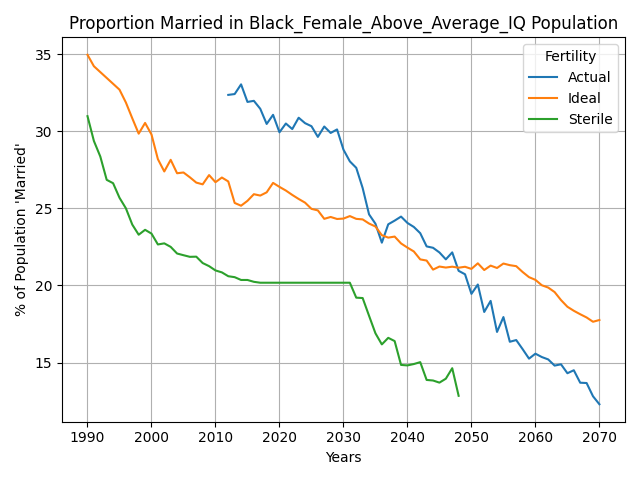 Proportion Married in Black_Female_Above_Average_IQ Population
Fertility
Actual
Ideal
Sterile
% of Population 'Married'
35
30
25
20
15
1990 2000 2010 2020 2030 2040 2050 2060 2070
Years